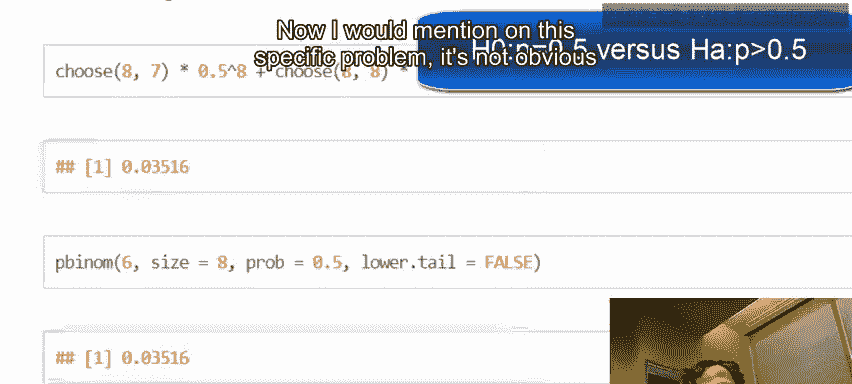 Now I would mention on this
specific problem, it's not obvious
H0:p=0.5 versus Ha:p>0.5
choose(8, 7) * 0.5^8 + choose(8, 8) *
## [1] 0.03516
pbinom(6, size = 8, prob = 0.5, lower.tail = FALSE)
## [1] 0.03516